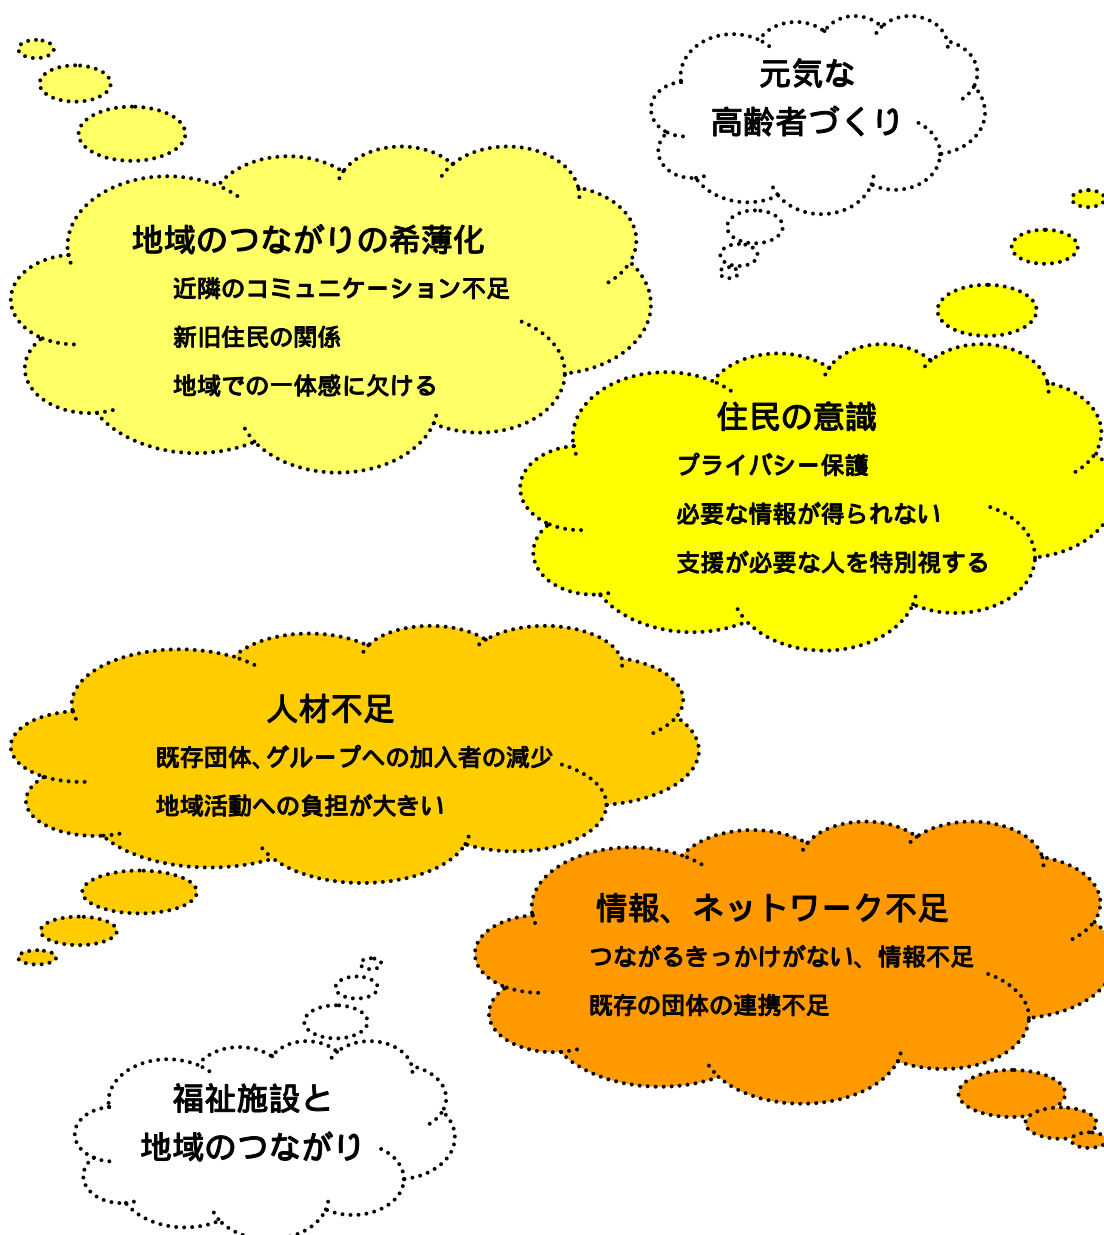 元気な
高齢者づくり
地域のつながりの希薄化
近隣のコミュニケーション不足
新旧住民の関係
地域での一体感に欠ける
住民の意識
プライバシー保護
必要な情報が得られない
支援が必要な人を特別視する
人材不足
既存団体、グループへの加入者の減少
地域活動への負担が大きい
情報、ネットワーク不足
つながるきっかけがない、情報不足
既存の団体の連携不足
福祉施設と
地域のつながり